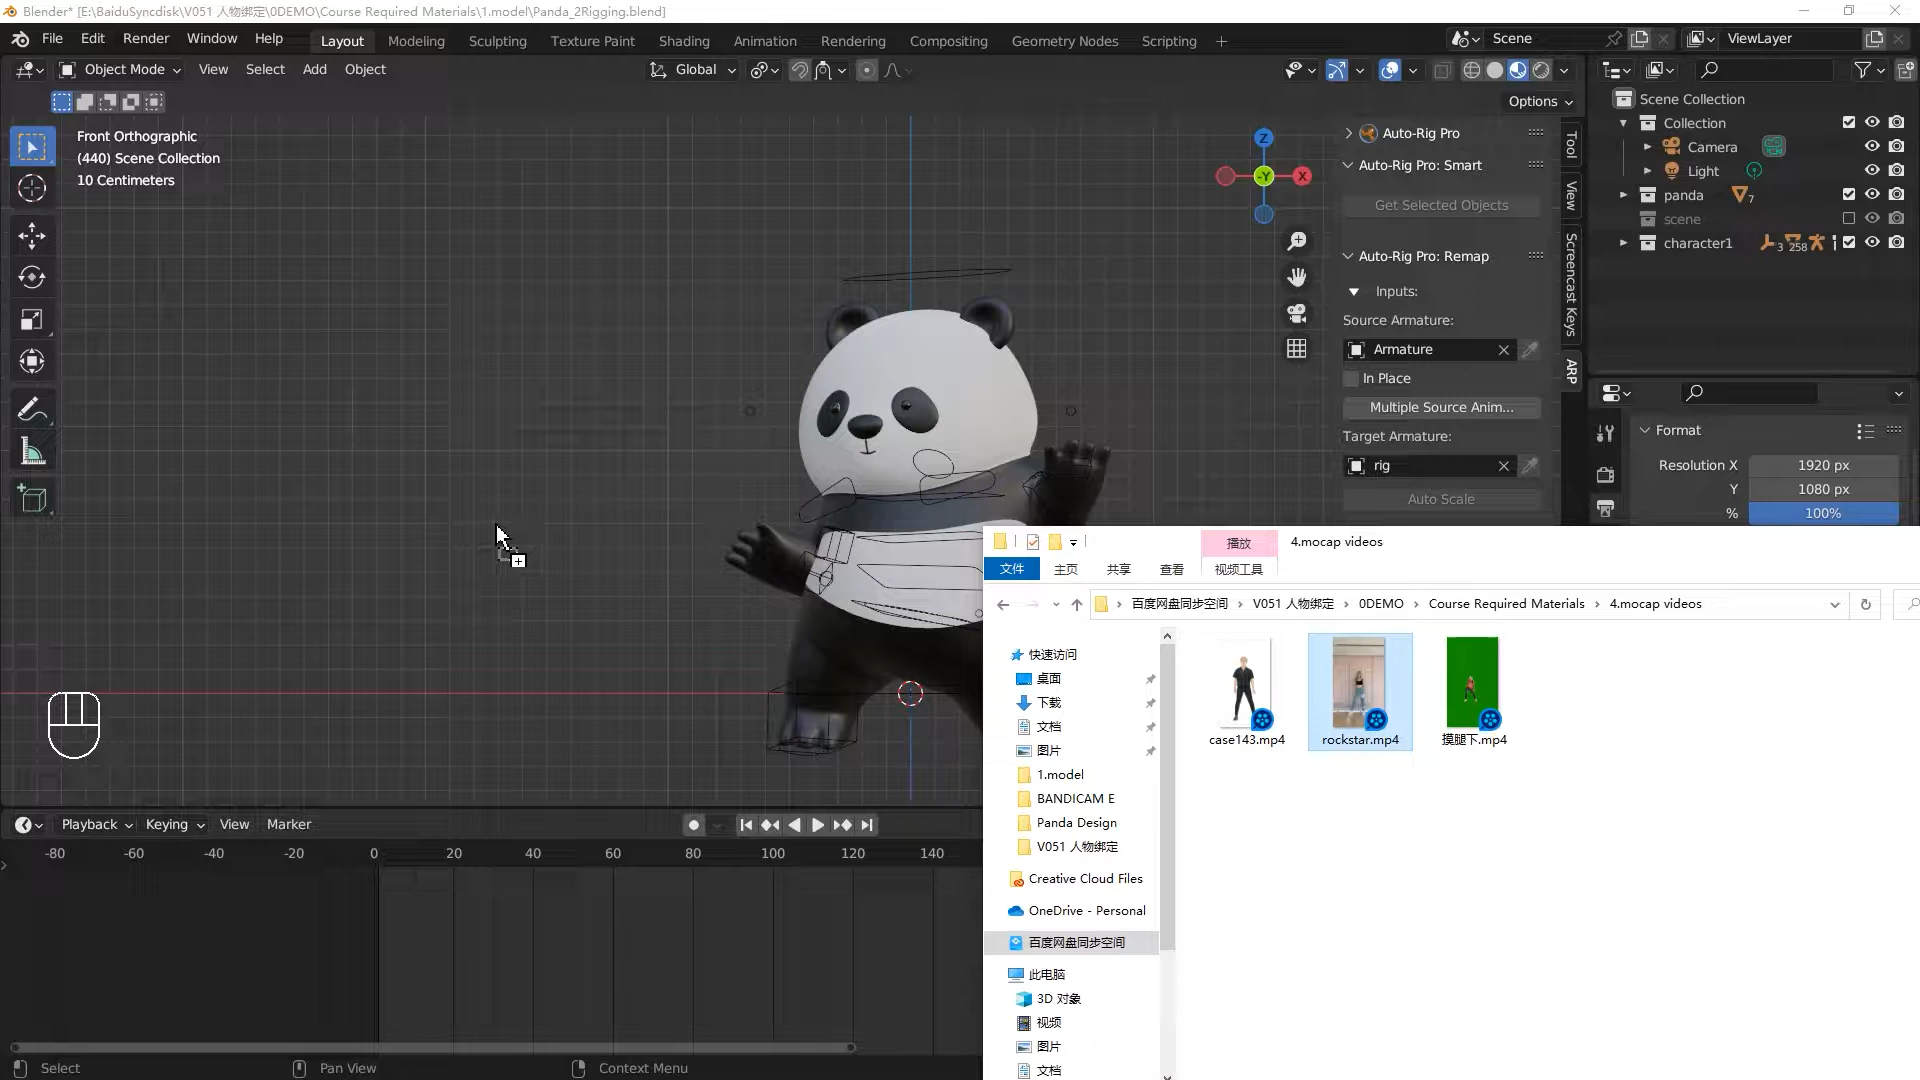 Blender* [E:\BaiduSyncdisk\V051 人物绑定\0DEMO\Course Required Materials\1.model\Panda_2Rigging.blend]
File Edit Render Window Help
Layout Modeling Sculpting Texture Paint Shading Animation Rendering Compositing Geometry Nodes Scripting +
Scene
ViewLayer
Object Mode View Select Add Object
Global
Options
Front Orthographic
(440) Scene Collection
10 Centimeters
Z
-Y
X
Auto-Rig Pro
Auto-Rig Pro: Smart
Get Selected Objects
Auto-Rig Pro: Remap
Inputs:
Source Armature:
Armature
In Place
Multiple Source Anim...
Target Armature:
rig
Auto Scale
Tool
View
Screencast Keys
ARP
Scene Collection
Collection
Camera
Light
panda 7
scene
character1 3 258
Format
Resolution X 1920 px
Y 1080 px
% 100%
播放 4.mocap videos
文件 主页 共享 查看 视频工具
百度网盘同步空间 V051 人物绑定 0DEMO Course Required Materials 4.mocap videos
快速访问
桌面
下载
文档
图片
1.model
BANDICAM E
Panda Design
V051 人物绑定
Creative Cloud Files
OneDrive - Personal
百度网盘同步空间
此电脑
3D 对象
视频
图片
文档
case143.mp4
rockstar.mp4
摸腿下.mp4
Playback Keying View Marker
-80 -60 -40 -20 0 20 40 60 80 100 120 140
Select
Pan View
Context Menu